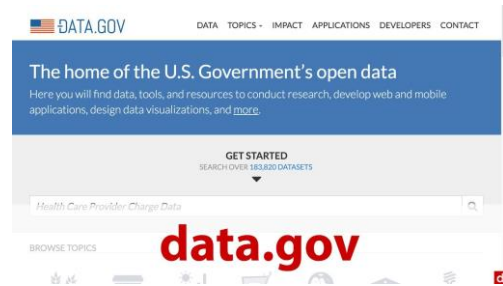 DATA.GOV
DATA TOPICS IMPACT APPLICATIONS DEVELOPERS CONTACT
The home of the U.S. Government's open data
Here you will find data, tools, and resources to conduct research, develop web and mobile
applications, design data visualizations, and more.
GET STARTED
SEARCH OVER 183,820 DATASETS
Health Care Provider Charge Data
BROWSE TOPICS
data.gov